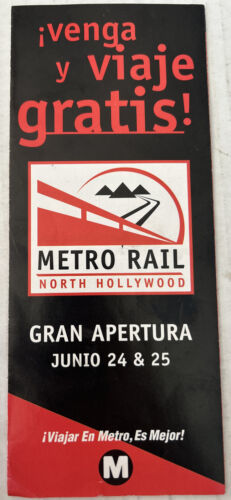 ¡venga
y viaje
gratis!
METRO RAIL
NORTH HOLLYWOOD
GRAN APERTURA
JUNIO 24 & 25
¡Viajar En Metro, Es Mejor!
M